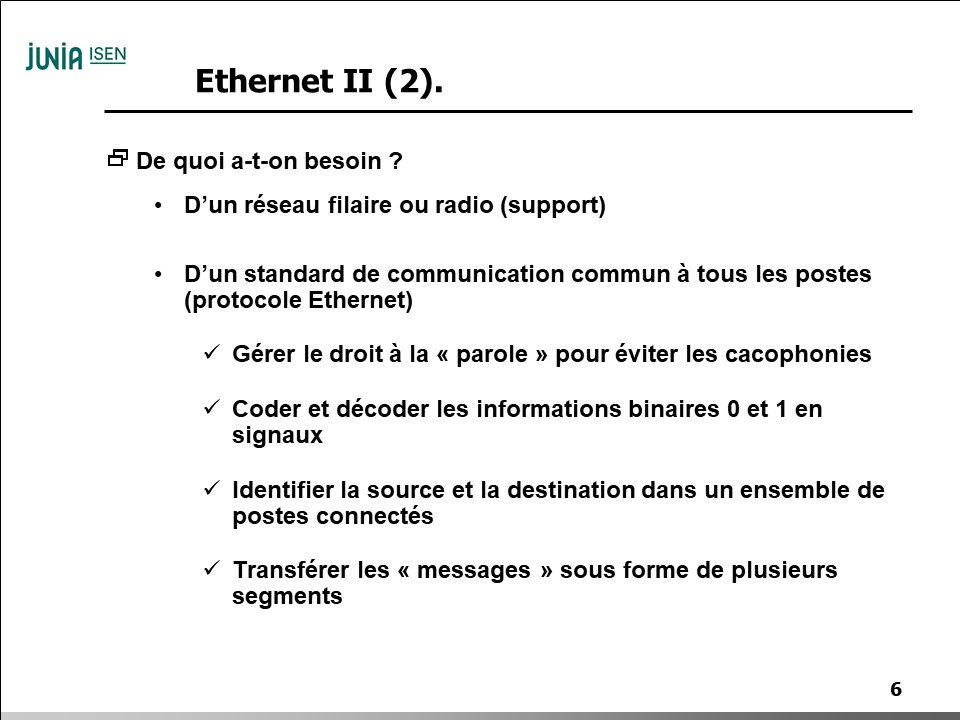 JUNIA ISEN
Ethernet II (2).
De quoi a-t-on besoin ?
• D’un réseau filaire ou radio (support)
• D’un standard de communication commun à tous les postes
(protocole Ethernet)
✓ Gérer le droit à la « parole » pour éviter les cacophonies
✓ Coder et décoder les informations binaires 0 et 1 en
signaux
✓ Identifier la source et la destination dans un ensemble de
postes connectés
✓ Transférer les « messages » sous forme de plusieurs
segments
6